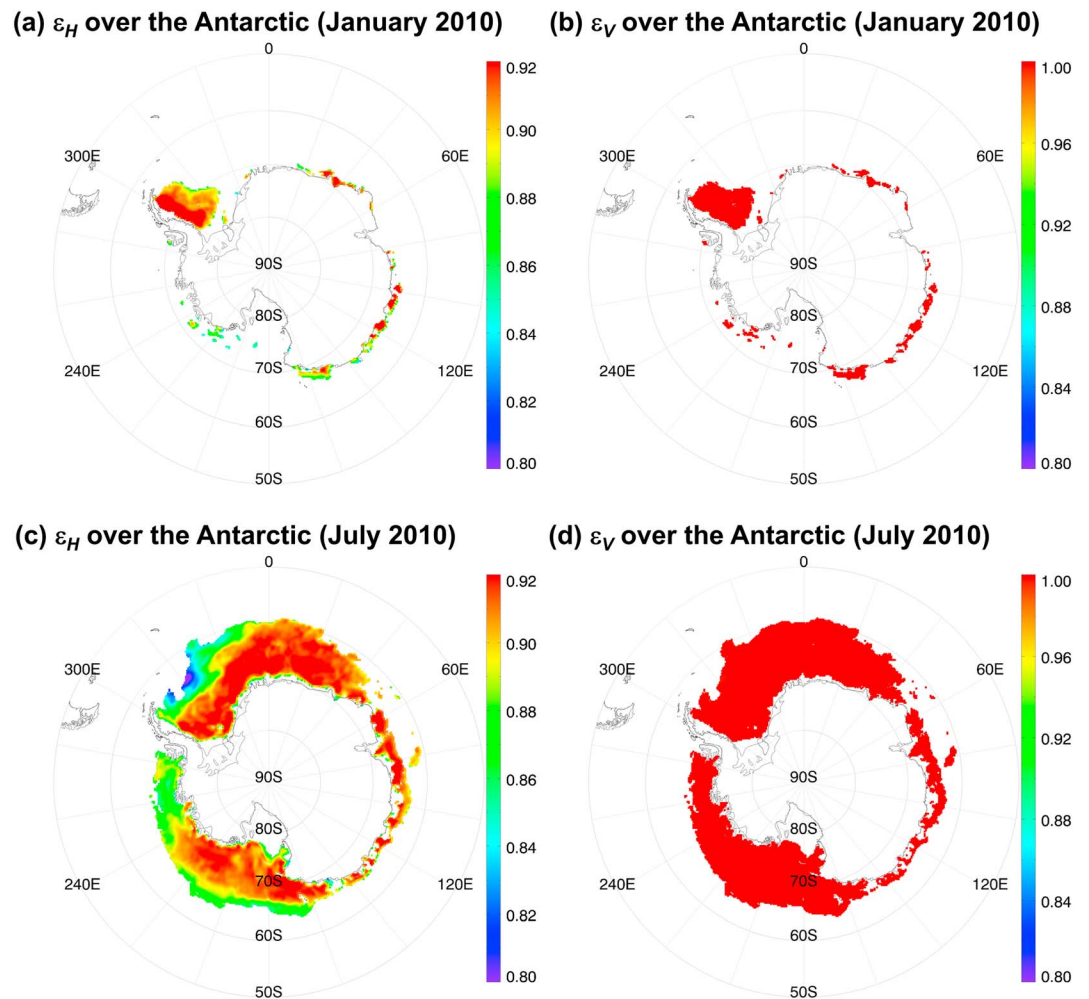 (a) εH over the Antarctic (January 2010)
0
300E
60E
90S
80S
70S
60S
50S
240E
120E
0.92
0.90
0.88
0.86
0.84
0.82
0.80
(b) εV over the Antarctic (January 2010)
0
300E
60E
90S
80S
70S
60S
50S
240E
120E
1.00
0.96
0.92
0.88
0.84
0.80
(c) εH over the Antarctic (July 2010)
0
300E
60E
90S
80S
70S
60S
50S
240E
120E
0.92
0.90
0.88
0.86
0.84
0.82
0.80
(d) εV over the Antarctic (July 2010)
0
300E
60E
90S
80S
70S
60S
50S
240E
120E
1.00
0.96
0.92
0.88
0.84
0.80